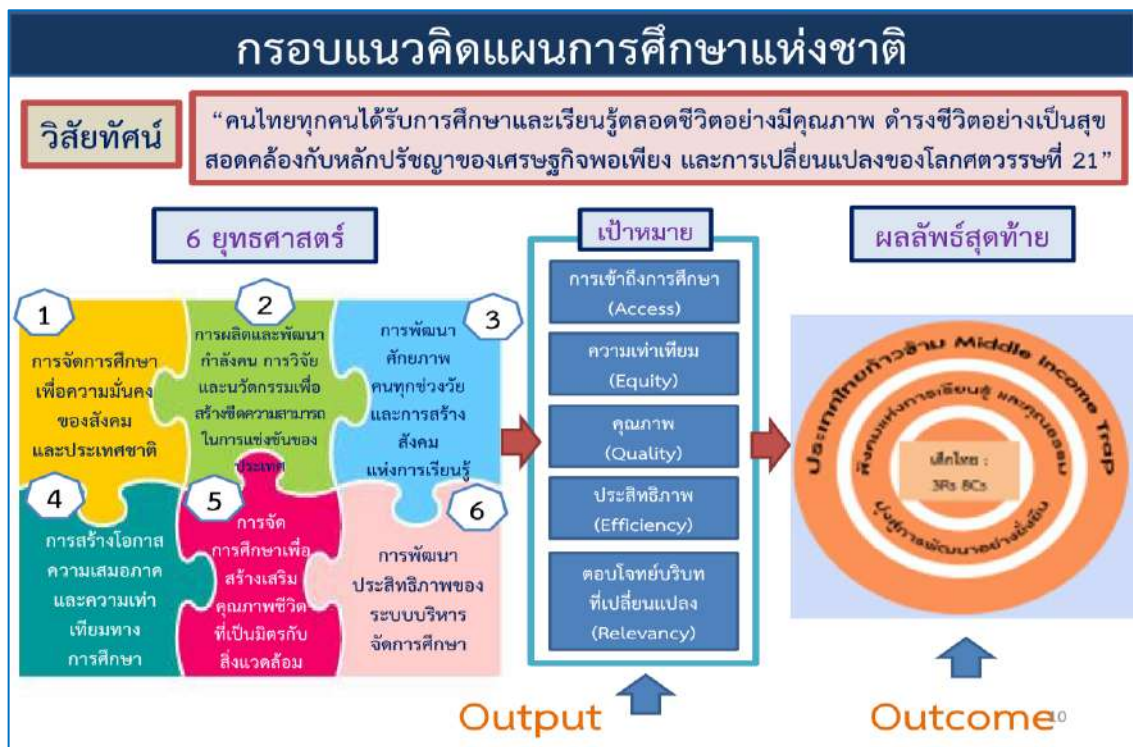 กรอบแนวคิดแผนการศึกษาแห่งชาติ
วิสัยทัศน์
“คนไทยทุกคนได้รับการศึกษาและเรียนรู้ตลอดชีวิตอย่างมีคุณภาพ ดำรงชีวิตอย่างเป็นสุข
สอดคล้องกับหลักปรัชญาของเศรษฐกิจพอเพียง และการเปลี่ยนแปลงของโลกศตวรรษที่ 21”
6 ยุทธศาสตร์
1
การจัดการศึกษา
เพื่อความมั่นคง
ของสังคม
และประเทศชาติ
2
การผลิตและพัฒนา
กำลังคน การวิจัย
และนวัตกรรมเพื่อ
สร้างขีดความสามารถ
ในการแข่งขันของ
ประเทศ
3
การพัฒนา
ศักยภาพ
คนทุกช่วงวัย
และการสร้าง
สังคม
แห่งการเรียนรู้
4
การสร้างโอกาส
ความเสมอภาค
และความเท่า
เทียมทาง
การศึกษา
5
การจัด
การศึกษาเพื่อ
สร้างเสริม
คุณภาพชีวิต
ที่เป็นมิตรกับ
สิ่งแวดล้อม
6
การพัฒนา
ประสิทธิภาพของ
ระบบบริหาร
จัดการศึกษา
เป้าหมาย
การเข้าถึงการศึกษา
(Access)
ความเท่าเทียม
(Equity)
คุณภาพ
(Quality)
ประสิทธิภาพ
(Efficiency)
ตอบโจทย์บริบท
ที่เปลี่ยนแปลง
(Relevancy)
Output
ผลลัพธ์สุดท้าย
ประเทศไทยก้าวข้าม Middle Income Trap
สังคมแห่งการเรียนรู้ และคุณธรรม
เด็กไทย :
3Rs 8Cs
มุ่งสู่การพัฒนาอย่างยั่งยืน
Outcome
10